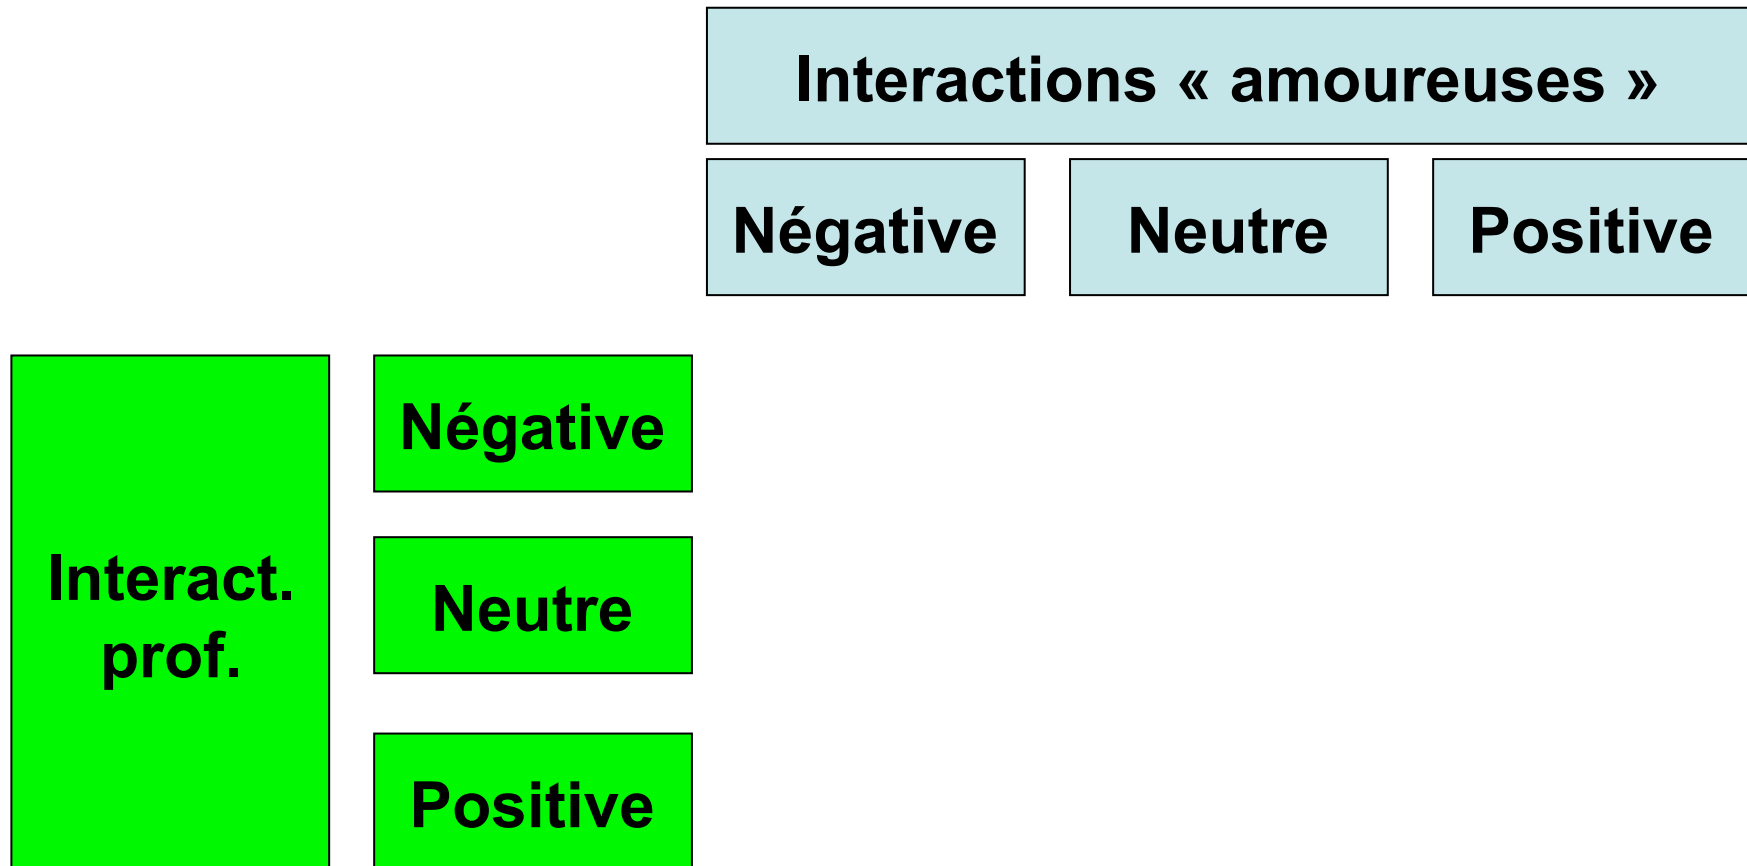 Interactions « amoureuses »
Négative
Neutre
Positive
Interact.
prof.
Négative
Neutre
Positive